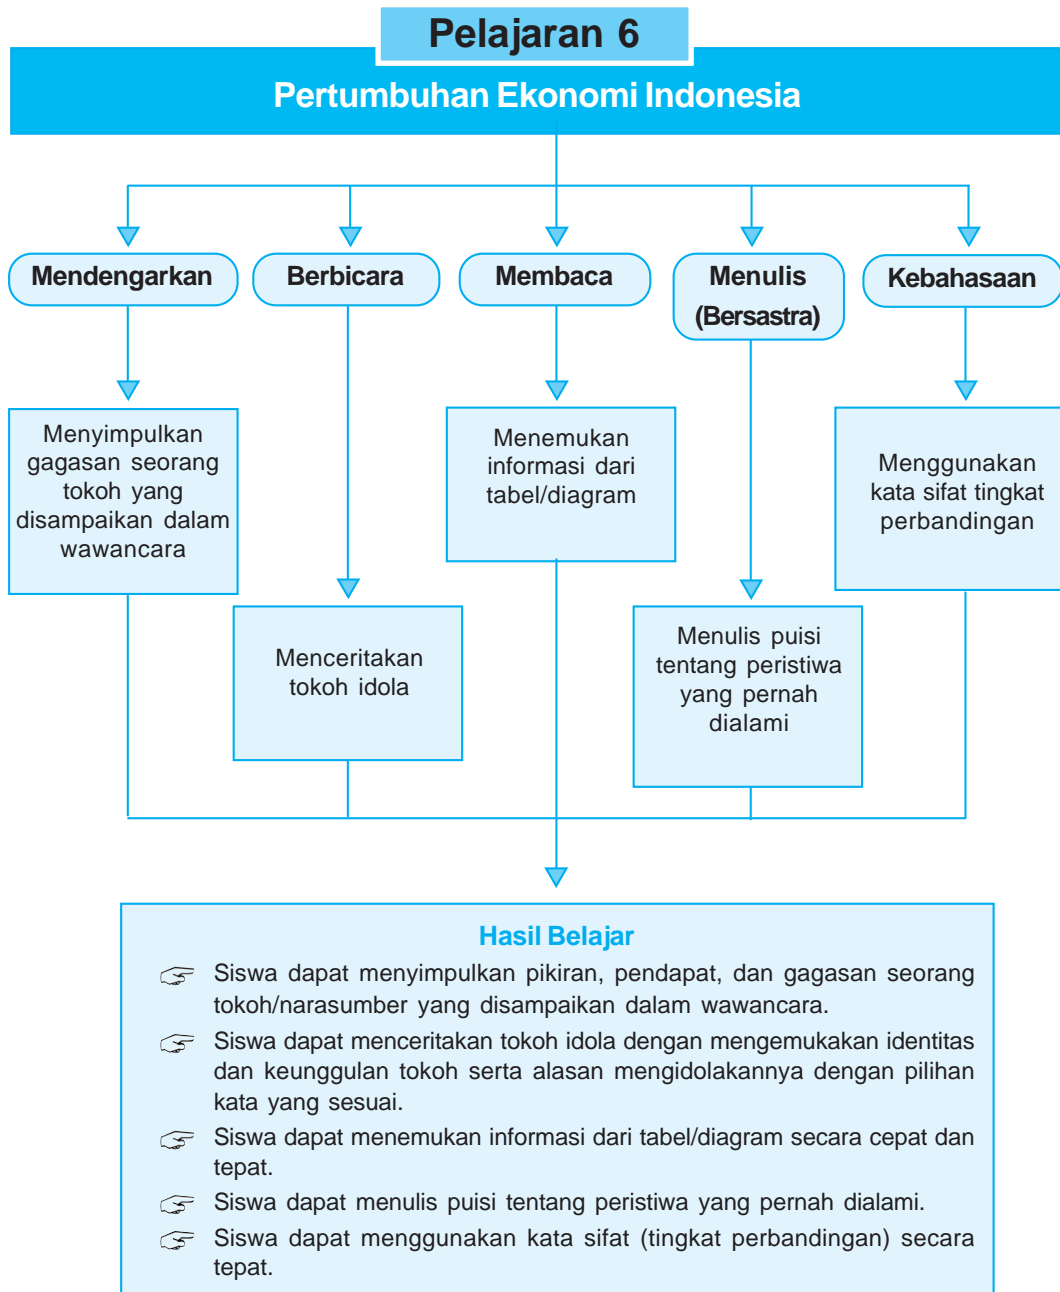 Pelajaran 6
Pertumbuhan Ekonomi Indonesia
Mendengarkan
Berbicara
Membaca
Menulis
(Bersastra)
Kebahasaan
Menyimpulkan
gagasan seorang
tokoh yang
disampaikan dalam
wawancara
Menceritakan
tokoh idola
Menemukan
informasi dari
tabel/diagram
Menulis puisi
tentang peristiwa
yang pernah
dialami
Menggunakan
kata sifat tingkat
perbandingan
Hasil Belajar
Siswa dapat menyimpulkan pikiran, pendapat, dan gagasan seorang
tokoh/narasumber yang disampaikan dalam wawancara.
Siswa dapat menceritakan tokoh idola dengan mengemukakan identitas
dan keunggulan tokoh serta alasan mengidolakannya dengan pilihan
kata yang sesuai.
Siswa dapat menemukan informasi dari tabel/diagram secara cepat dan
tepat.
Siswa dapat menulis puisi tentang peristiwa yang pernah dialami.
Siswa dapat menggunakan kata sifat (tingkat perbandingan) secara
tepat.